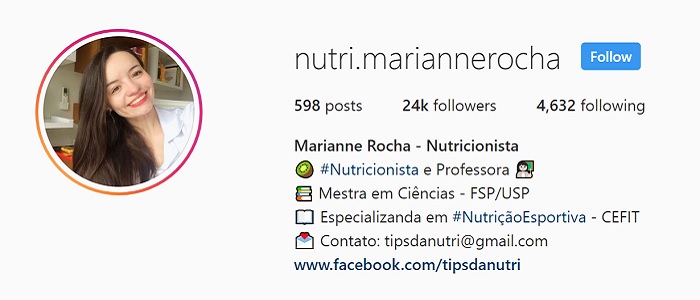 nutri.mariannerocha Follow
598 posts 24k followers 4,632 following
Marianne Rocha - Nutricionista
🥝 #Nutricionista e Professora 👩🏻‍🏫
📚 Mestra em Ciências - FSP/USP
📖 Especializanda em #NutriçãoEsportiva - CEFIT
💌 Contato: tipsdanutri@gmail.com
www.facebook.com/tipsdanutri